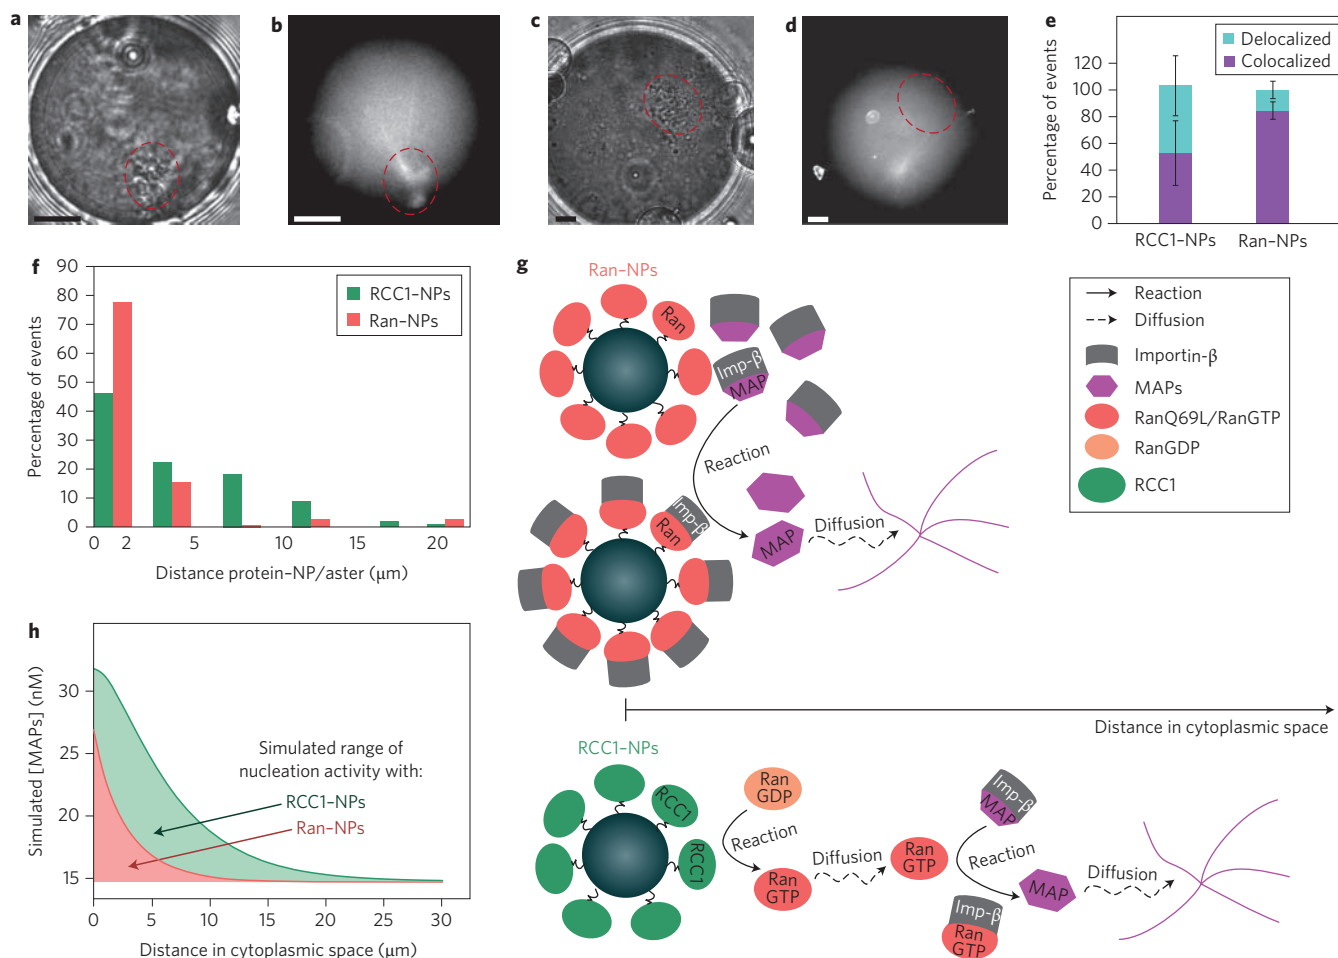 a
b
c
d
e
Delocalized
Colocalized
Percentage of events
120
100
80
60
40
20
0
RCC1–NPs
Ran–NPs
f
RCC1–NPs
Ran–NPs
Percentage of events
90
80
70
60
50
40
30
20
10
0
0 2 5 10 15 20
Distance protein–NP/aster (μm)
g
Ran–NPs
Ran
Imp-β
MAP
Reaction
Ran
Imp-β
MAP
Diffusion
Reaction
Diffusion
Importin-β
MAPs
RanQ69L/RanGTP
RanGDP
RCC1
Distance in cytoplasmic space
RCC1–NPs
RCC1
RCC1
Ran
GDP
Reaction
Ran
GTP
Diffusion
Ran
GTP
Imp-β
MAP
Reaction
Imp-β
Ran
GTP
MAP
Diffusion
h
Simulated [MAPs] (nM)
30
25
20
15
Simulated range of
nucleation activity with:
RCC1–NPs
Ran–NPs
0 5 10 15 20 25 30
Distance in cytoplasmic space (μm)